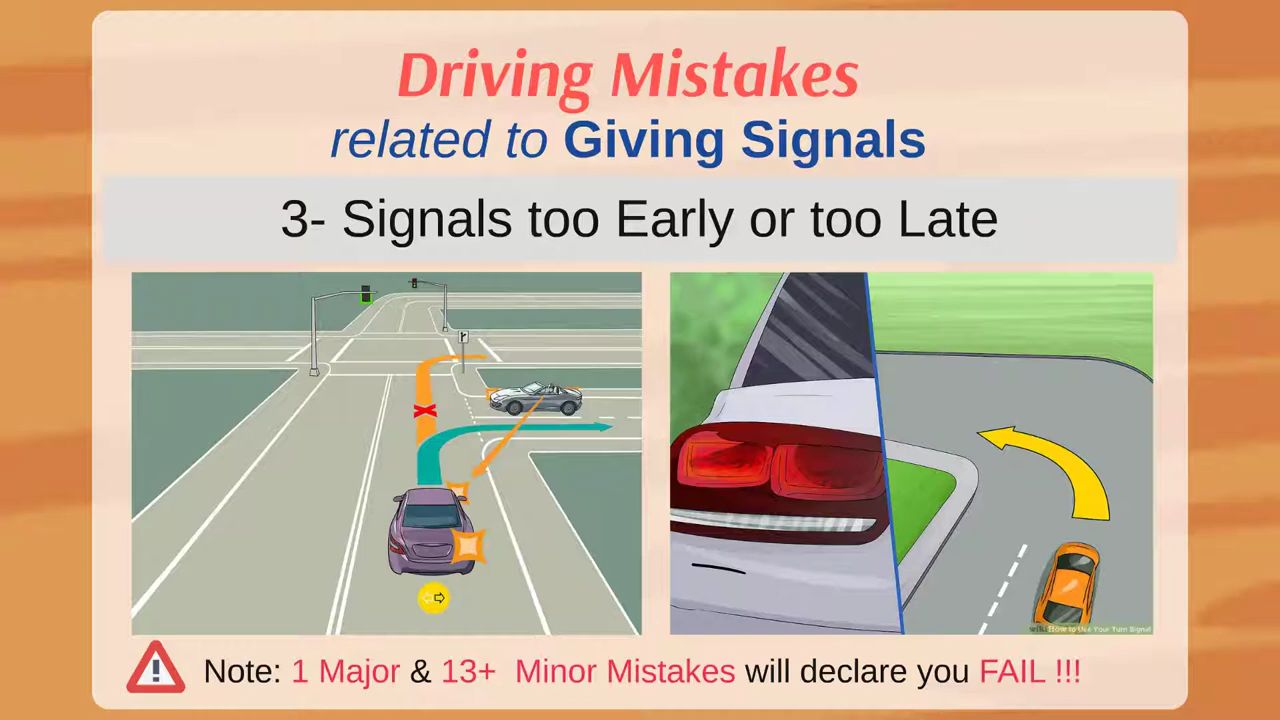 Driving Mistakes
related to Giving Signals
3- Signals too Early or too Late
wiki How to Use Your Turn Signal
Note: 1 Major & 13+ Minor Mistakes will declare you FAIL !!!